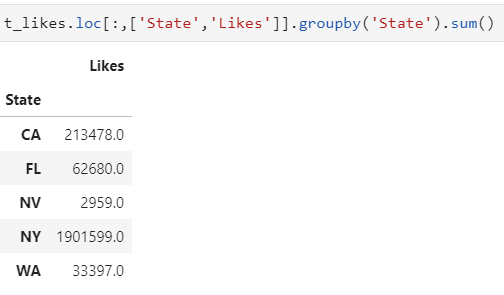 t_likes.loc[:,['State','Likes']].groupby('State').sum()
Likes
State
CA 213478.0
FL 62680.0
NV 2959.0
NY 1901599.0
WA 33397.0